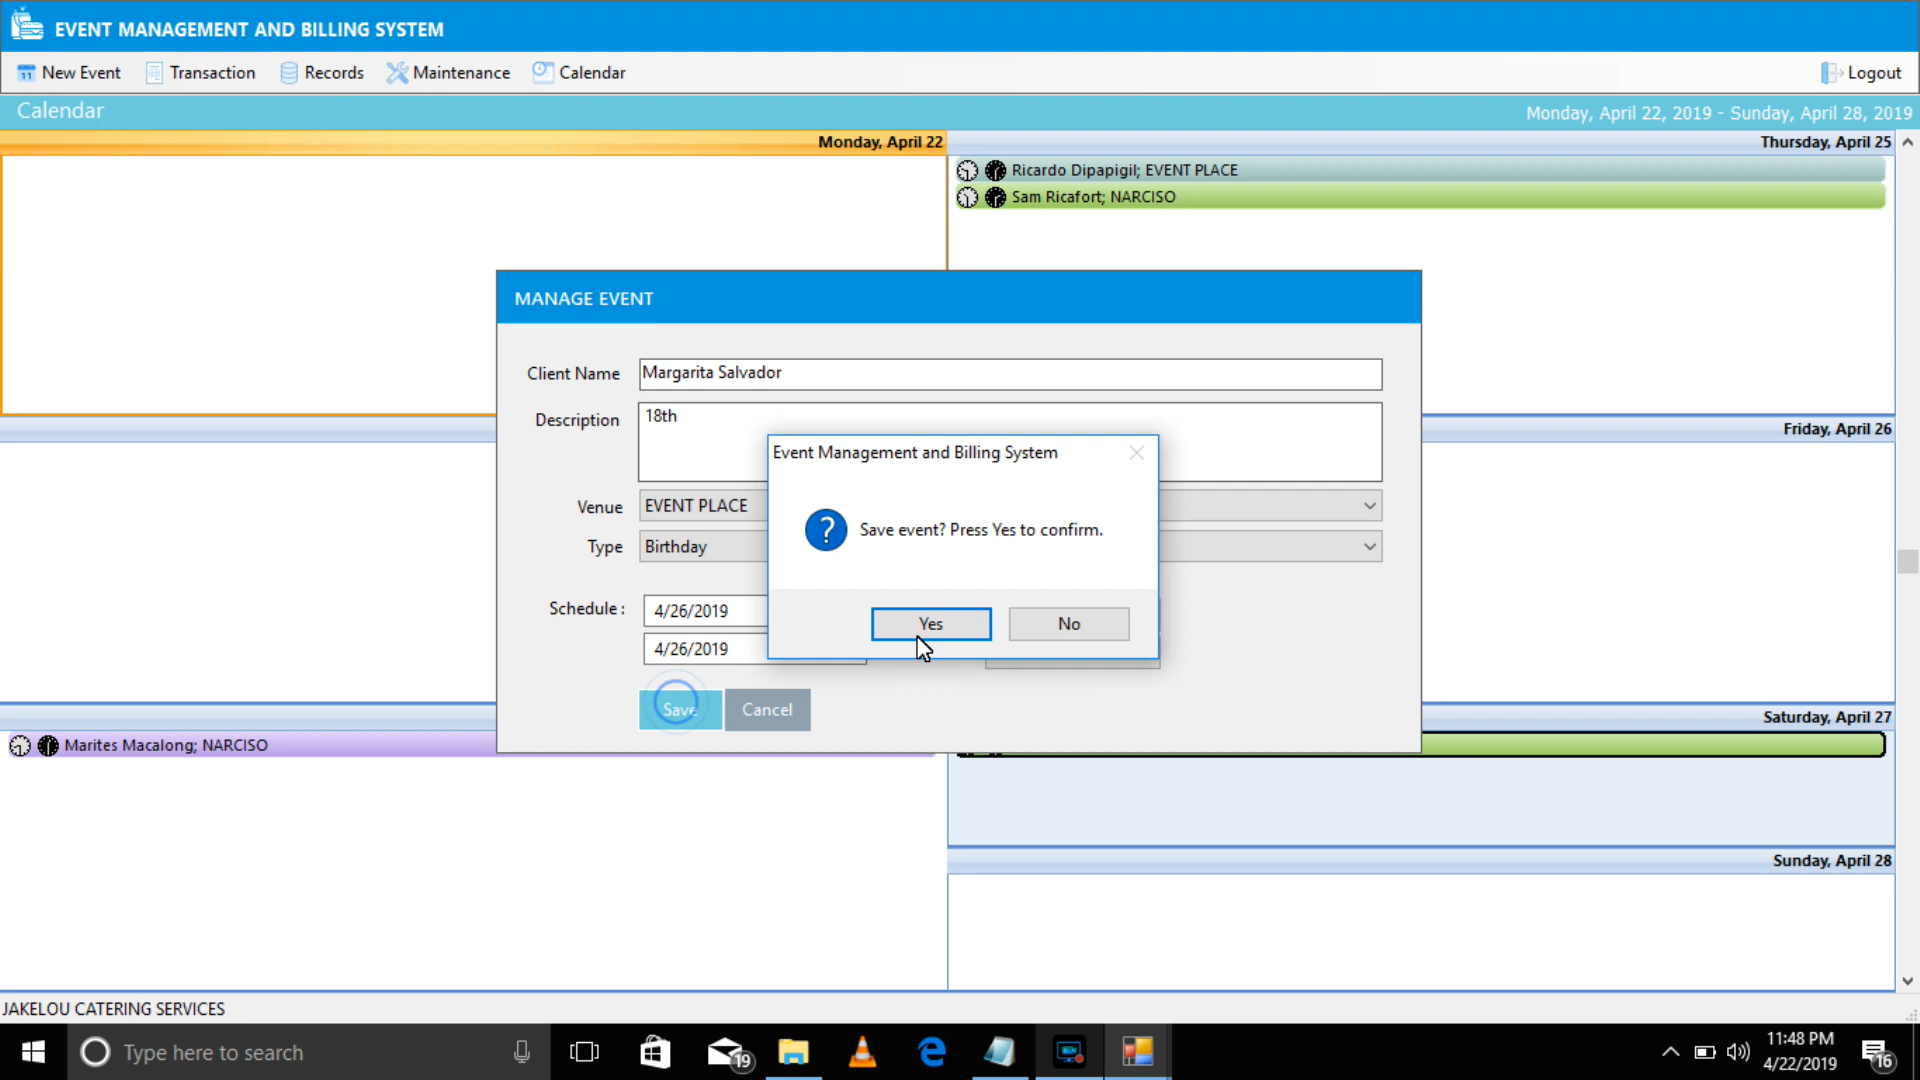 EVENT MANAGEMENT AND BILLING SYSTEM
New Event Transaction Records Maintenance Calendar Logout
Calendar Monday, April 22, 2019 - Sunday, April 28, 2019
Monday, April 22
Thursday, April 25
Ricardo Dipapigil; EVENT PLACE
Sam Ricafort; NARCISO
MANAGE EVENT
Client Name Margarita Salvador
Description 18th
Friday, April 26
Event Management and Billing System
Save event? Press Yes to confirm.
Yes No
Venue EVENT PLACE
Type Birthday
Schedule : 4/26/2019
4/26/2019
Save Cancel
Saturday, April 27
Marites Macalong; NARCISO
Sunday, April 28
JAKELOU CATERING SERVICES
Type here to search
19
11:48 PM
4/22/2019
16